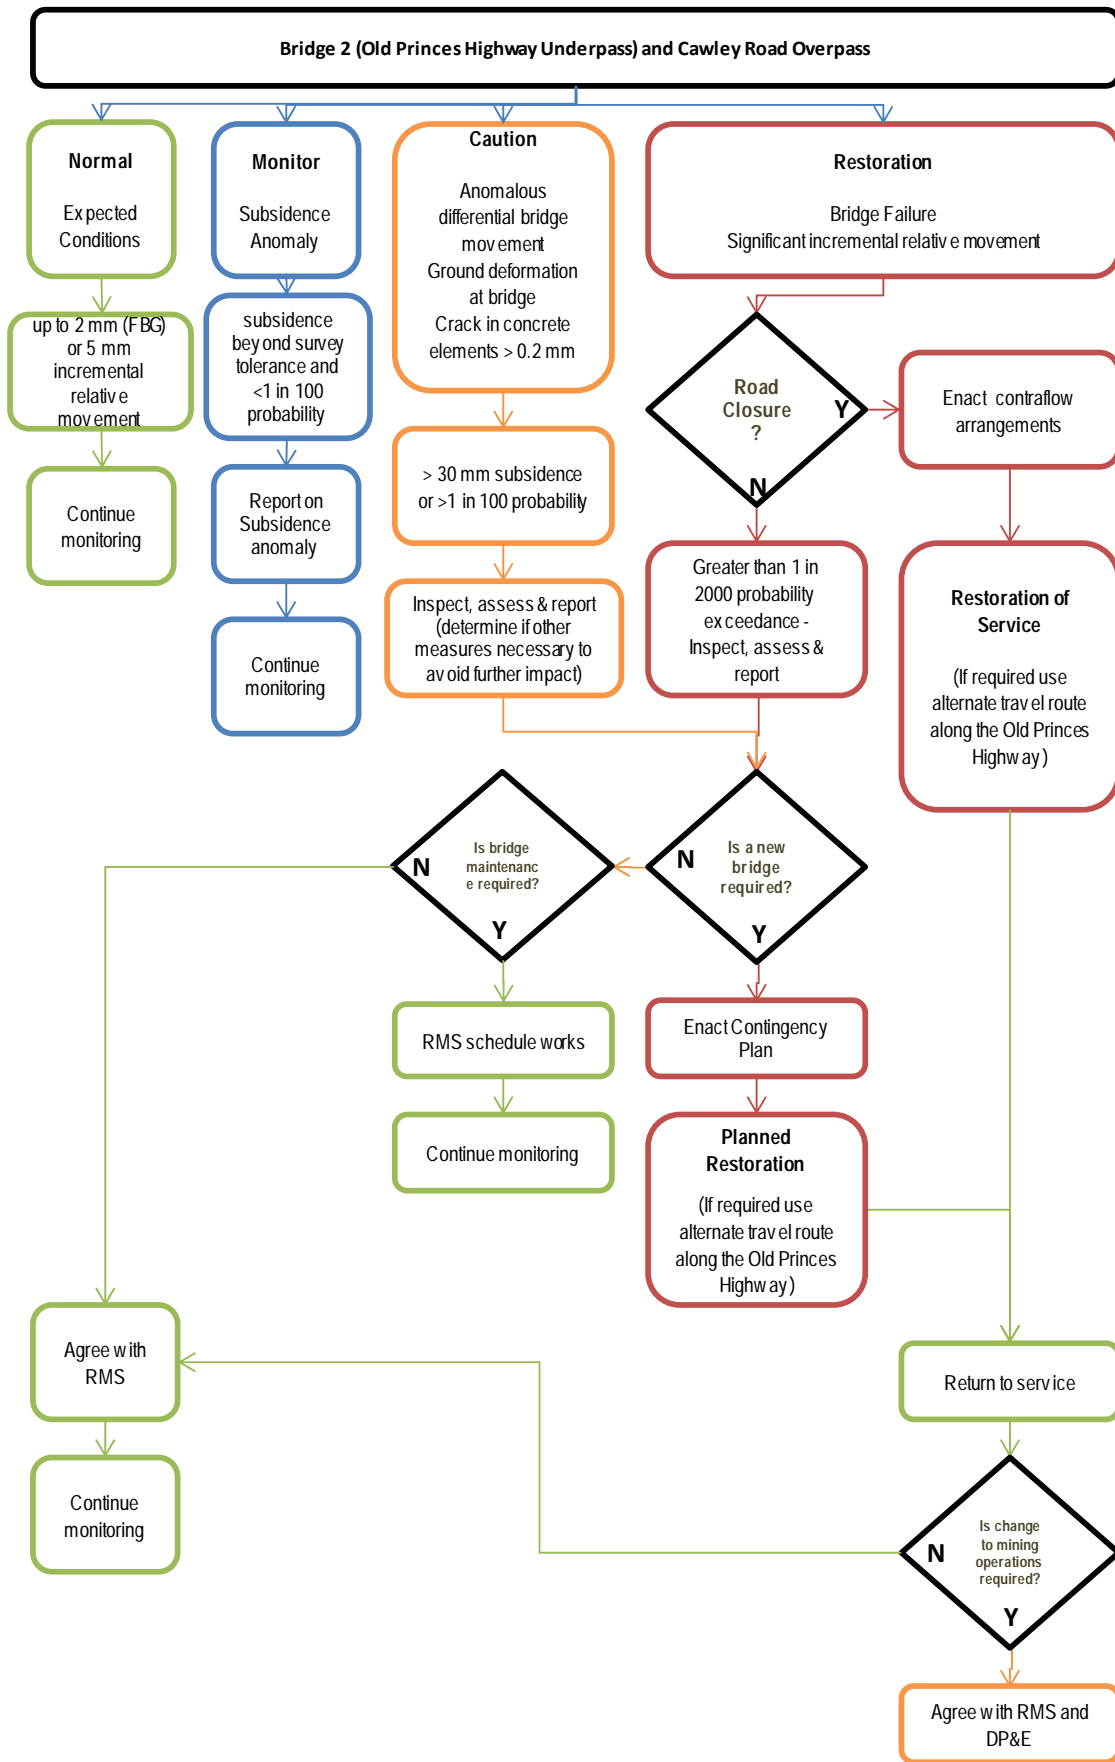 Bridge 2 (Old Princes Highway Underpass) and Cawley Road Overpass
Normal
Expected
Conditions
up to 2 mm (FBG)
or 5 mm
incremental
relative
movement
Continue
monitoring
Monitor
Subsidence
Anomaly
subsidence
beyond survey
tolerance and
<1 in 100
probability
Report on
Subsidence
anomaly
Continue
monitoring
Caution
Anomalous
differential bridge
movement
Ground deformation
at bridge
Crack in concrete
elements > 0.2 mm
> 30 mm subsidence
or >1 in 100 probability
Inspect, assess & report
(determine if other
measures necessary to
avoid further impact)
Restoration
Bridge Failure
Significant incremental relative movement
Road
Closure
?
Y
N
Enact contraflow
arrangements
Restoration of
Service
(If required use
alternate travel route
along the Old Princes
Highway)
Greater than 1 in
2000 probability
exceedance -
Inspect, assess &
report
Is a new
bridge
required?
N
Y
Is bridge
maintenanc
e required?
N
Y
RMS schedule works
Continue monitoring
Enact Contingency
Plan
Planned
Restoration
(If required use
alternate travel route
along the Old Princes
Highway)
Agree with
RMS
Continue
monitoring
Return to service
Is change
to mining
operations
required?
N
Y
Agree with RMS and
DP&E